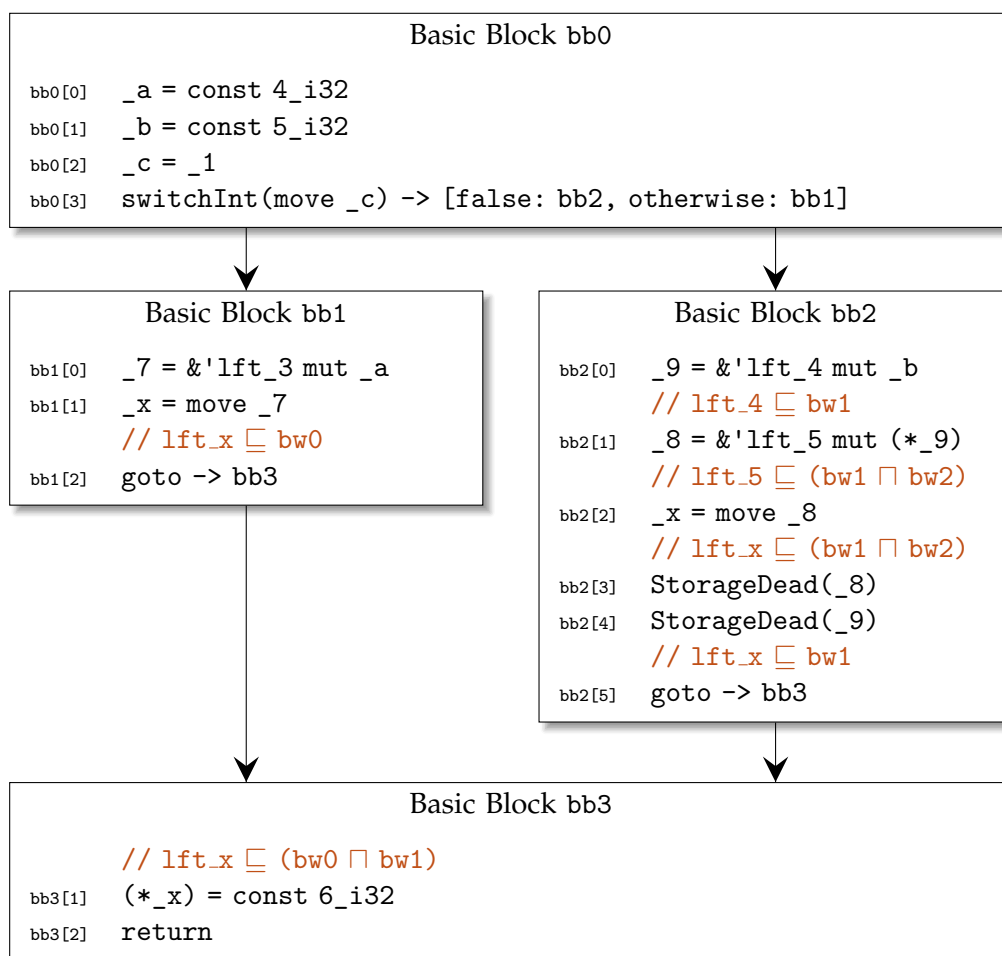 Basic Block bb0
bb0[0] _a = const 4_i32
bb0[1] _b = const 5_i32
bb0[2] _c = _1
bb0[3] switchInt(move _c) -> [false: bb2, otherwise: bb1]
Basic Block bb1
bb1[0] _7 = &'lft_3 mut _a
bb1[1] _x = move _7
// lft_x ⊑ bw0
bb1[2] goto -> bb3
Basic Block bb2
bb2[0] _9 = &'lft_4 mut _b
// lft_4 ⊑ bw1
bb2[1] _8 = &'lft_5 mut (*_9)
// lft_5 ⊑ (bw1 ⊓ bw2)
bb2[2] _x = move _8
// lft_x ⊑ (bw1 ⊓ bw2)
bb2[3] StorageDead(_8)
bb2[4] StorageDead(_9)
// lft_x ⊑ bw1
bb2[5] goto -> bb3
Basic Block bb3
// lft_x ⊑ (bw0 ⊓ bw1)
bb3[1] (*_x) = const 6_i32
bb3[2] return